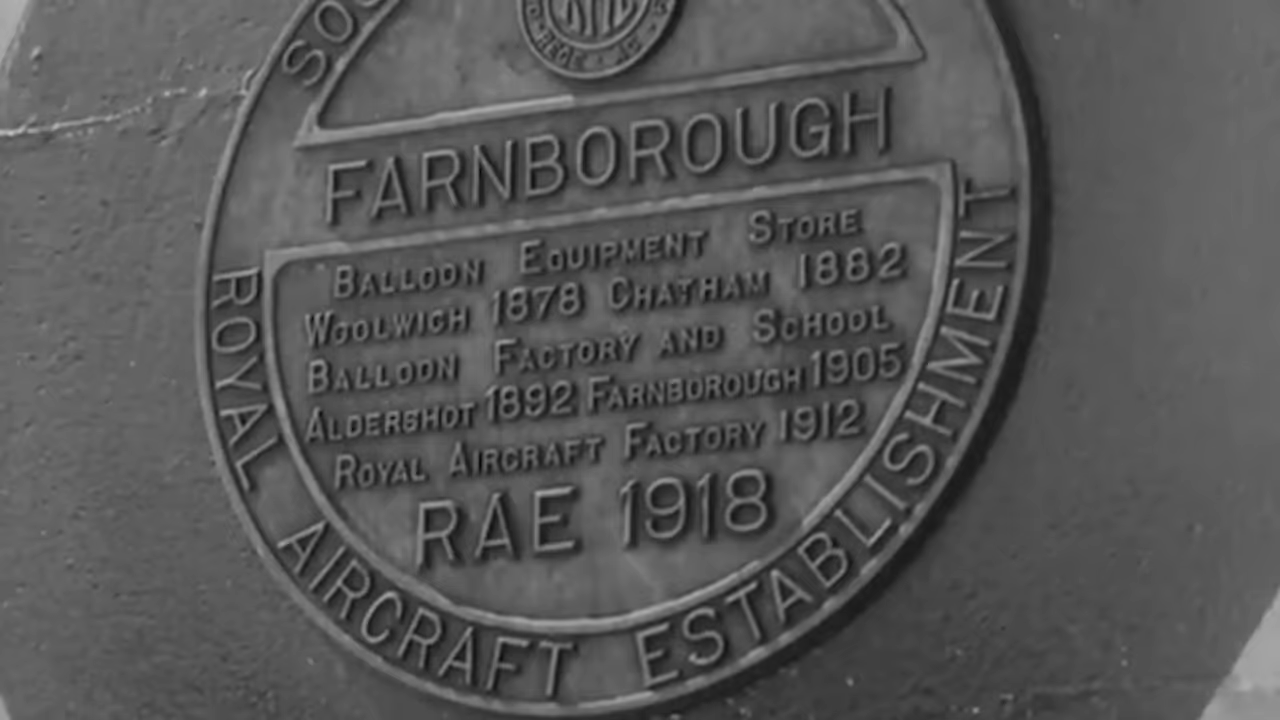 FARNBOROUGH
BALLOON EQUIPMENT STORE
WOOLWICH 1878 CHATHAM 1882
BALLOON FACTORY AND SCHOOL
ALDERSHOT 1892 FARNBOROUGH 1905
ROYAL AIRCRAFT FACTORY 1912
RAE 1918
ROYAL AIRCRAFT ESTABLISHMENT